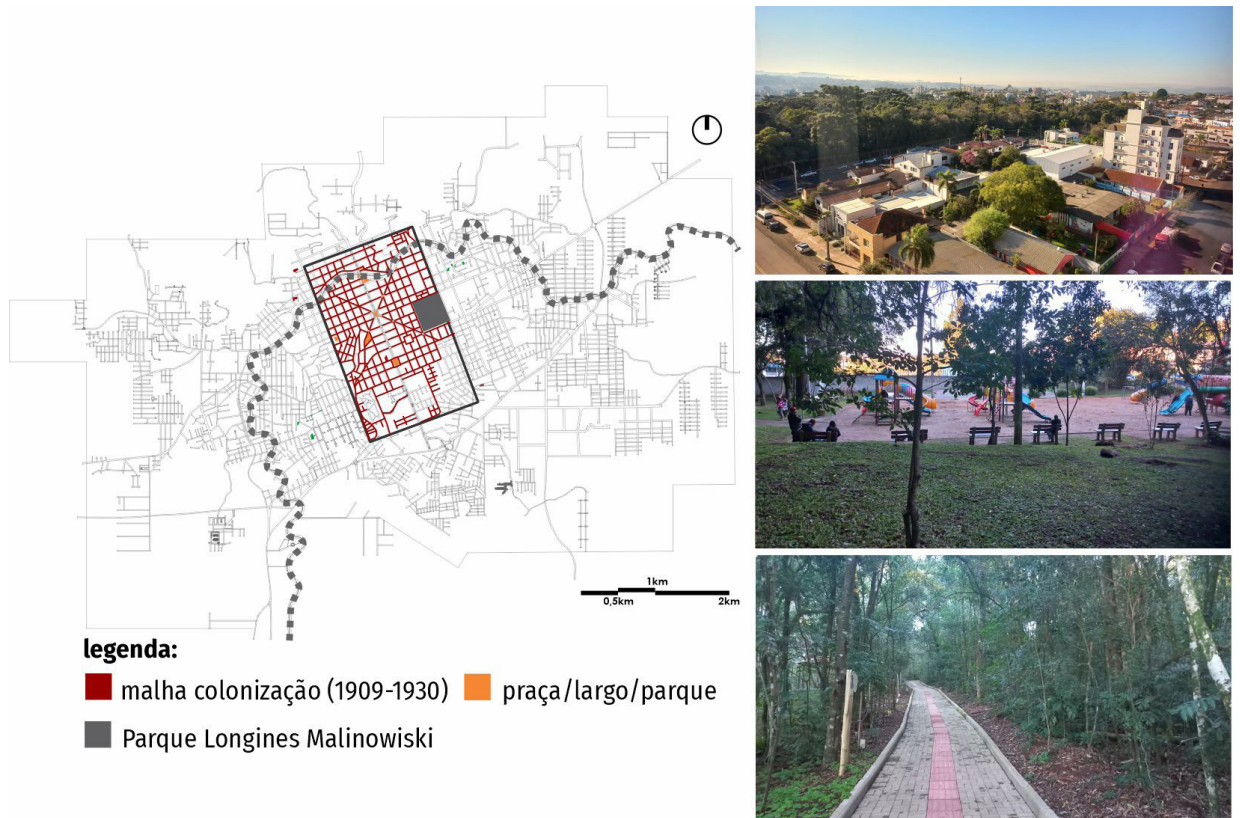 1km
0,5km 2km
legenda:
malha colonização (1909-1930) praça/largo/parque
Parque Longines Malinowiski